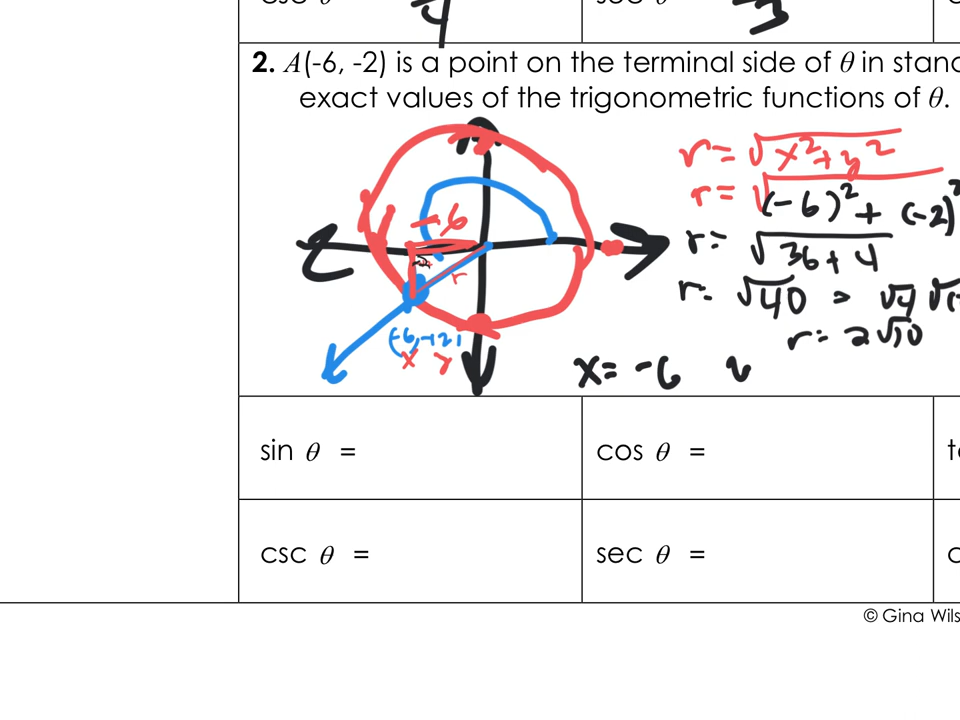 2. A(-6, -2) is a point on the terminal side of θ in stand
exact values of the trigonometric functions of θ.
r = √x²+y²
r = √(-6)² + (-2)²
r = √36+4
r = √40 = √4 √1
r = 2√10
-6
r
(-6, -2)
x y
x = -6
sin θ =
cos θ =
csc θ =
sec θ =
© Gina Wils